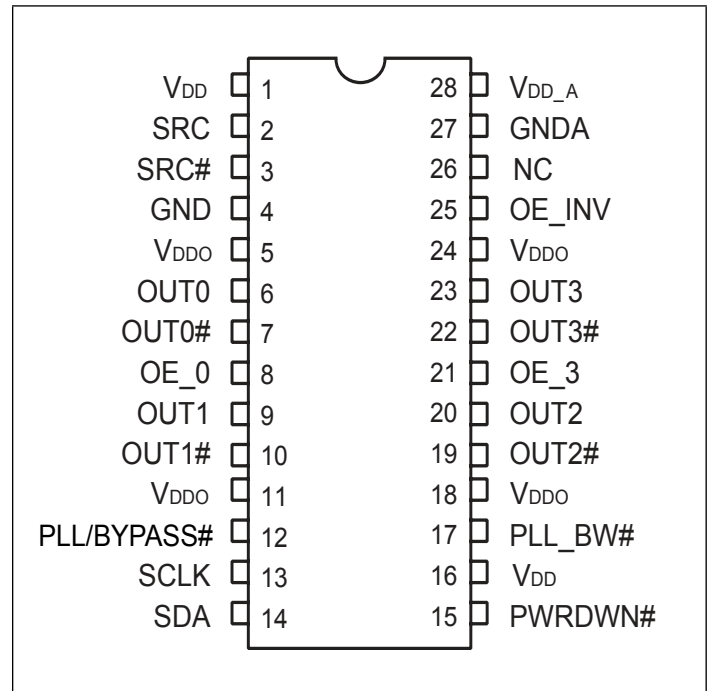 VDD 1 28 VDD_A
SRC 2 27 GNDA
SRC# 3 26 NC
GND 4 25 OE_INV
VDDO 5 24 VDDO
OUT0 6 23 OUT3
OUT0# 7 22 OUT3#
OE_0 8 21 OE_3
OUT1 9 20 OUT2
OUT1# 10 19 OUT2#
VDDO 11 18 VDDO
PLL/BYPASS# 12 17 PLL_BW#
SCLK 13 16 VDD
SDA 14 15 PWRDWN#